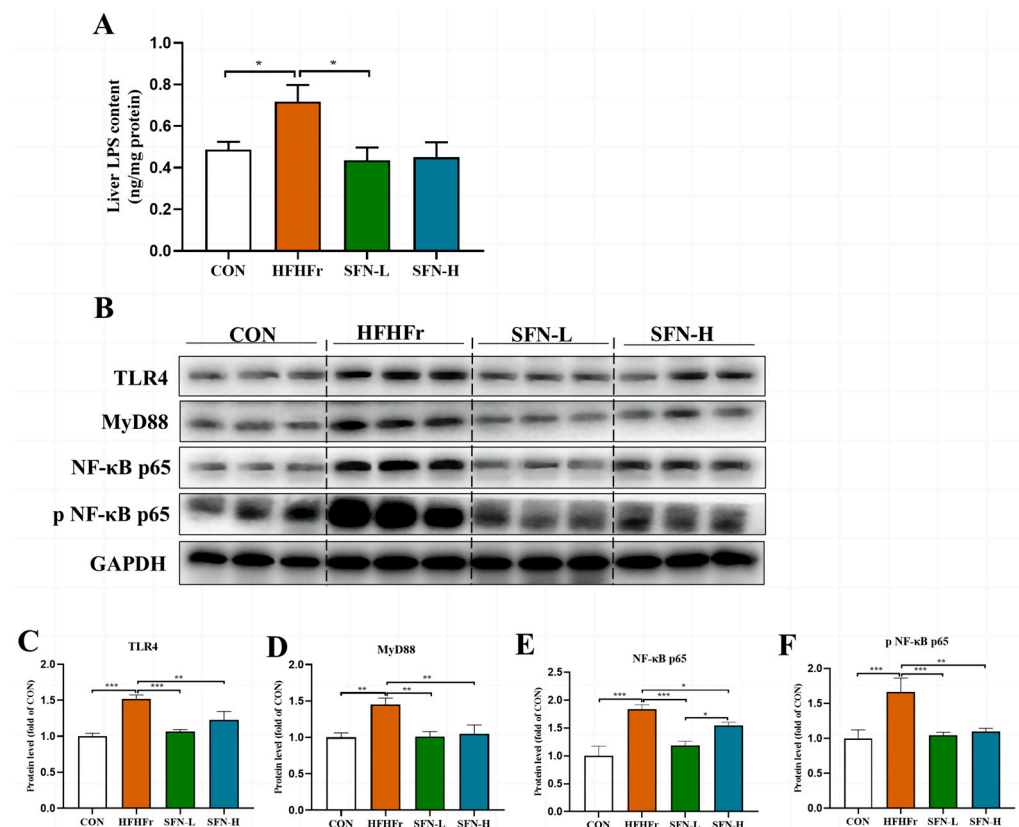 A
Liver LPS content
(ng/mg protein)
1.0
0.8
0.6
0.4
0.2
0.0
*
*
CON HFHFr SFN-L SFN-H
B
CON HFHFr SFN-L SFN-H
TLR4
MyD88
NF-κB p65
p NF-κB p65
GAPDH
C
TLR4
Protein level (fold of CON)
2.0
1.5
1.0
0.5
0.0
**
*** ***
CON HFHFr SFN-L SFN-H
D
MyD88
Protein level (fold of CON)
2.0
1.5
1.0
0.5
0.0
**
** **
CON HFHFr SFN-L SFN-H
E
NF-κB p65
Protein level (fold of CON)
2.5
2.0
1.5
1.0
0.5
0.0
*
*** ***
*
CON HFHFr SFN-L SFN-H
F
p NF-κB p65
Protein level (fold of CON)
2.0
1.5
1.0
0.5
0.0
**
*** ***
CON HFHFr SFN-L SFN-H